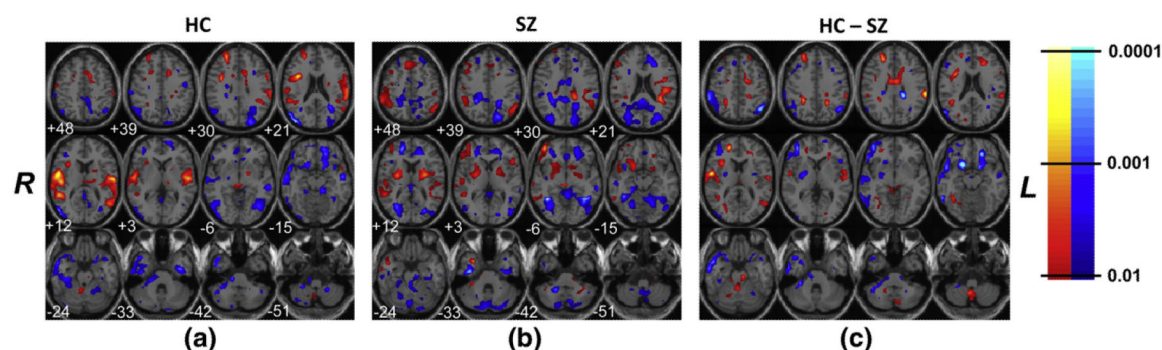 HC SZ HC – SZ
+48 +39 +30 +21 +48 +39 +30 +21 0.0001
R +12 +3 -6 -15 +12 +3 -6 -15 L 0.001
-24 -33 -42 -51 -24 -33 -42 -51 0.01
(a) (b) (c)